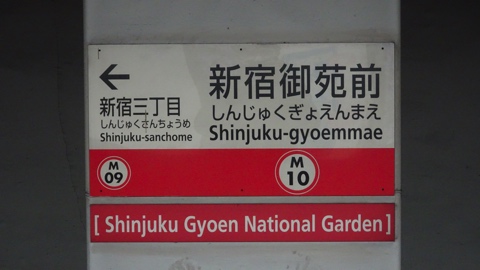 ←
新宿三丁目
しんじゅくさんちょうめ
Shinjuku-sanchome
M
09
新宿御苑前
しんじゅくぎょえんまえ
Shinjuku-gyoemmae
M
10
[ Shinjuku Gyoen National Garden ]